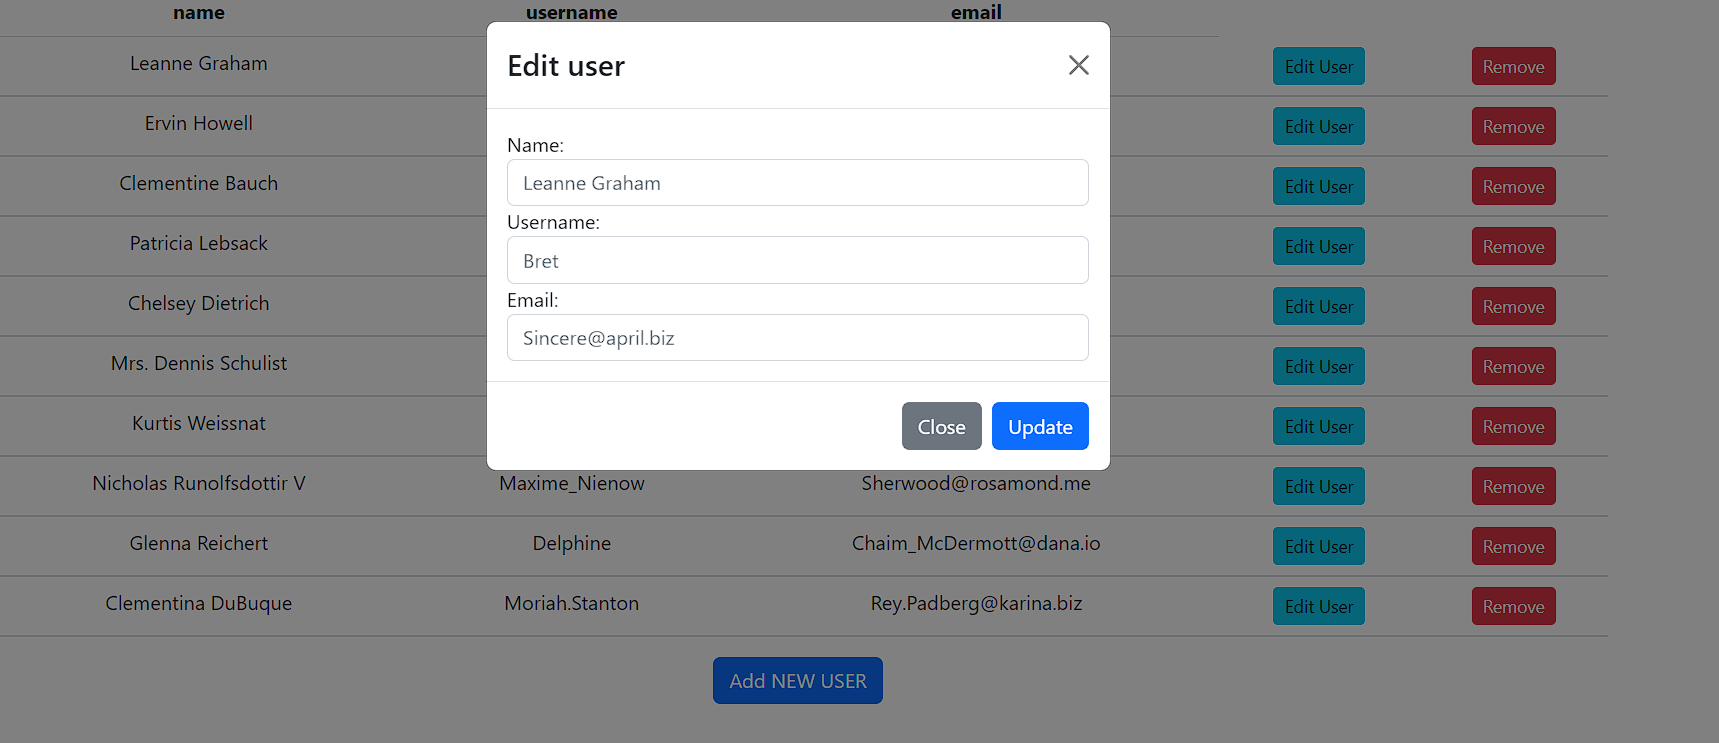 name username email
Leanne Graham Edit User Remove
Ervin Howell Edit User Remove
Clementine Bauch Edit User Remove
Patricia Lebsack Edit User Remove
Chelsey Dietrich Edit User Remove
Mrs. Dennis Schulist Edit User Remove
Kurtis Weissnat Edit User Remove
Nicholas Runolfsdottir V Maxime_Nienow Sherwood@rosamond.me Edit User Remove
Glenna Reichert Delphine Chaim_McDermott@dana.io Edit User Remove
Clementina DuBuque Moriah.Stanton Rey.Padberg@karina.biz Edit User Remove
Add NEW USER
Edit user
Name:
Leanne Graham
Username:
Bret
Email:
Sincere@april.biz
Close Update